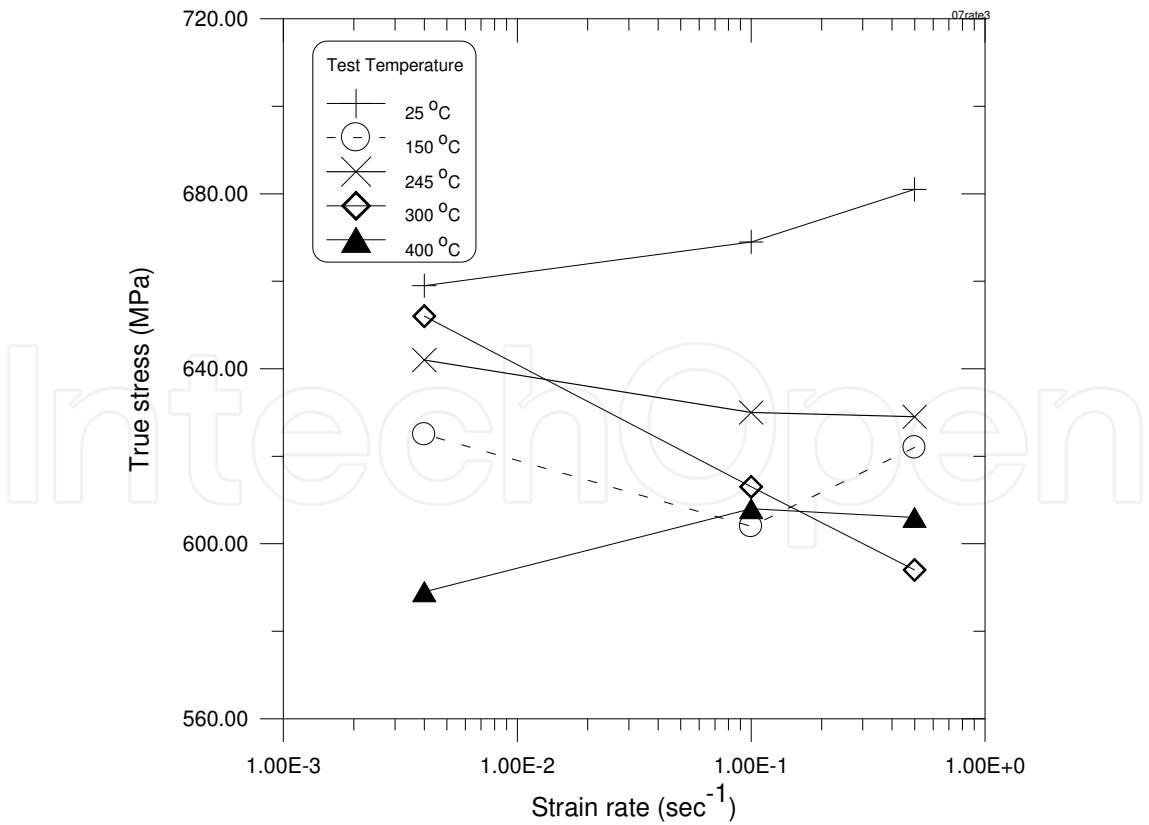 07rate3
720.00
680.00
640.00
600.00
560.00
True stress (MPa)
Test Temperature
25 °C
150 °C
245 °C
300 °C
400 °C
IntechOpen
1.00E-3
1.00E-2
1.00E-1
1.00E+0
Strain rate (sec⁻¹)